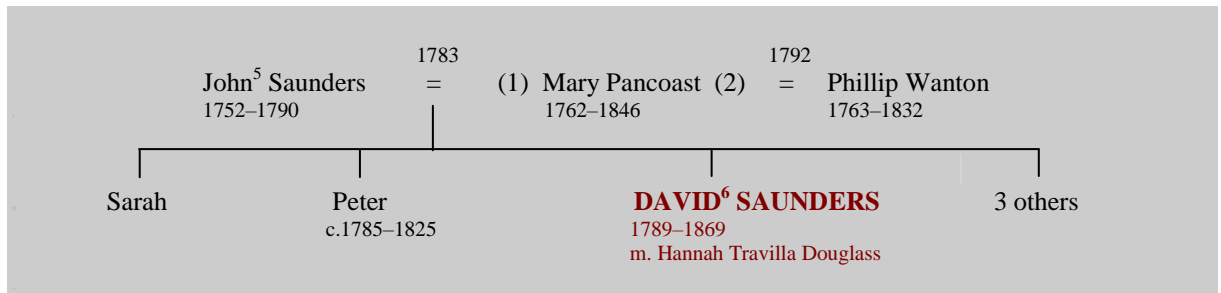 1783 1792
John⁵ Saunders = (1) Mary Pancoast (2) = Phillip Wanton
1752–1790 1762–1846 1763–1832
Sarah Peter DAVID⁶ SAUNDERS 3 others
c.1785–1825 1789–1869
m. Hannah Travilla Douglass